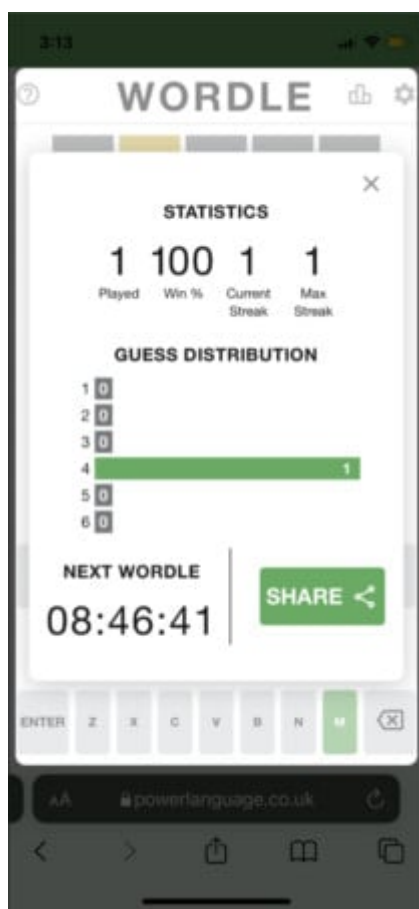 3:13
WORDLE
STATISTICS
1 100 1 1
Played Win % Current Streak Max Streak
GUESS DISTRIBUTION
1 0
2 0
3 0
4 1
5 0
6 0
NEXT WORDLE
08:46:41
SHARE
ENTER Z X C V B N M
AA powerlanguage.co.uk